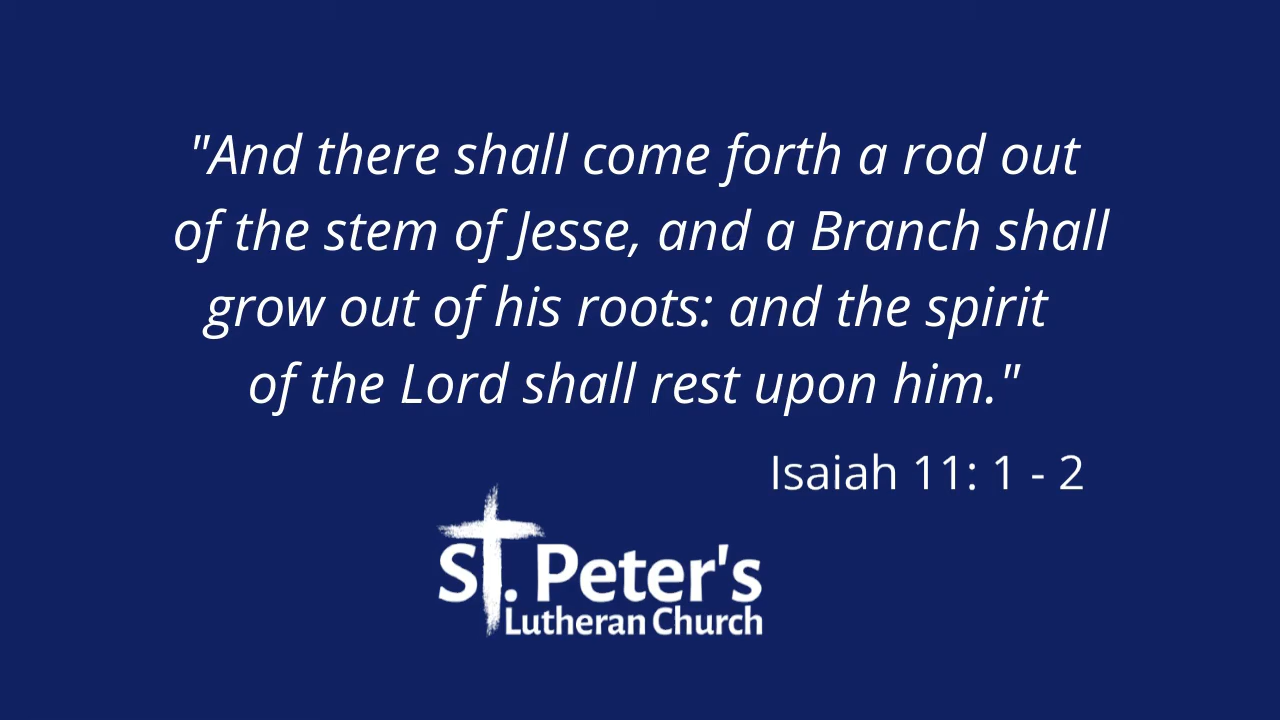 "And there shall come forth a rod out
of the stem of Jesse, and a Branch shall
grow out of his roots: and the spirit
of the Lord shall rest upon him."
Isaiah 11: 1 - 2
St. Peter's
Lutheran Church